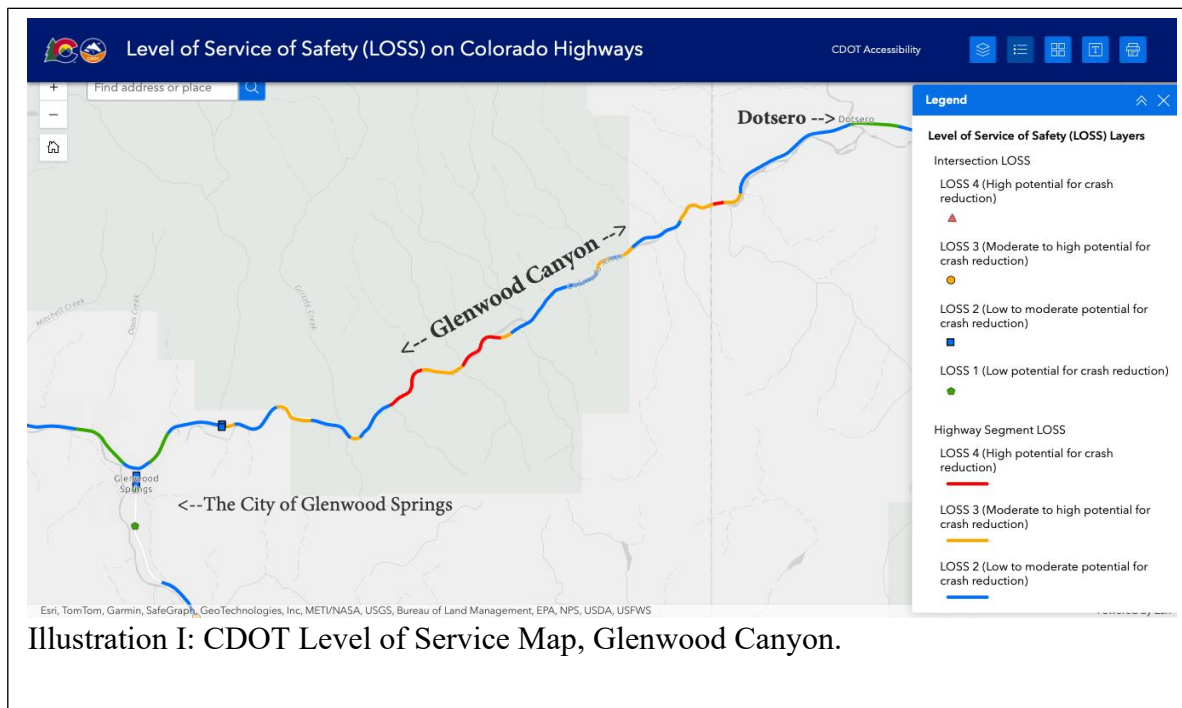 Level of Service of Safety (LOSS) on Colorado Highways
CDOT Accessibility
+
Find address or place
−
Legend
Level of Service of Safety (LOSS) Layers
Intersection LOSS
LOSS 4 (High potential for crash
reduction)
LOSS 3 (Moderate to high potential for
crash reduction)
LOSS 2 (Low to moderate potential for
crash reduction)
LOSS 1 (Low potential for crash reduction)
Highway Segment LOSS
LOSS 4 (High potential for crash
reduction)
LOSS 3 (Moderate to high potential for
crash reduction)
LOSS 2 (Low to moderate potential for
crash reduction)
Dotsero --> Dotsero
<-- Glenwood Canyon -->
Mitchell Creek
Oasis Creek
Grizzly Creek
Glenwood
Springs
<--The City of Glenwood Springs
Esri, TomTom, Garmin, SafeGraph, GeoTechnologies, Inc, METI/NASA, USGS, Bureau of Land Management, EPA, NPS, USDA, USFWS
Illustration I: CDOT Level of Service Map, Glenwood Canyon.